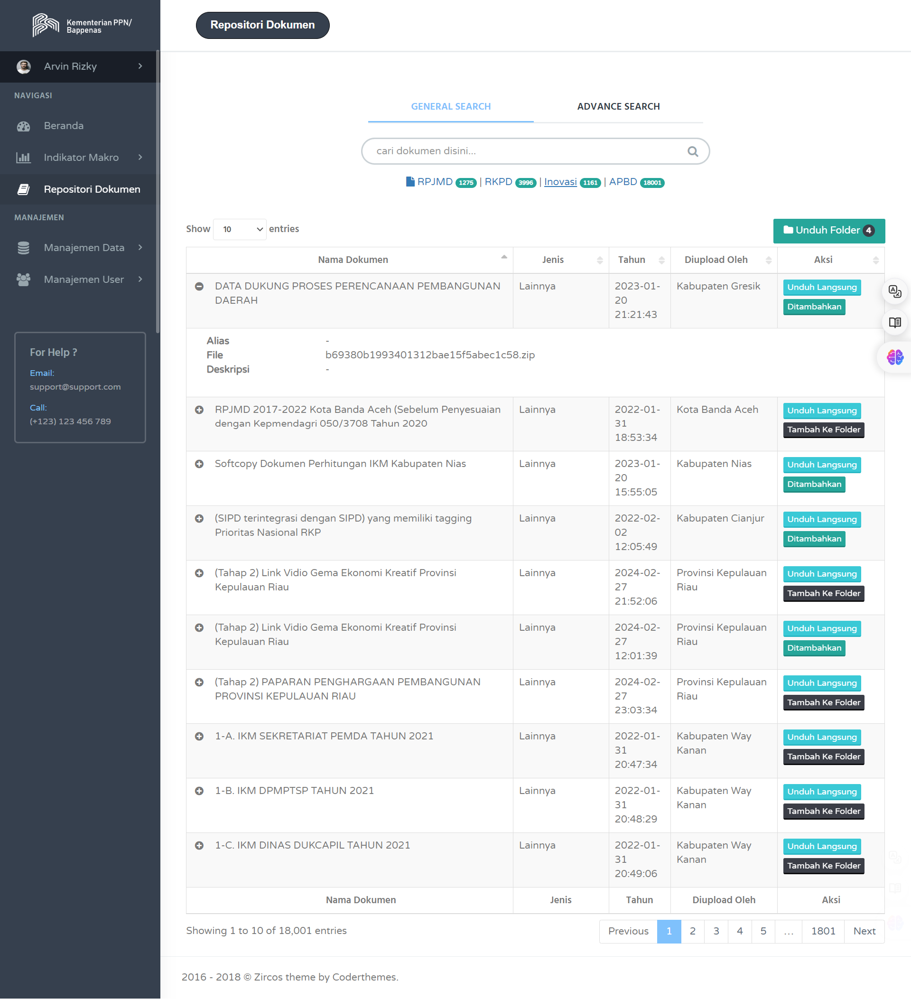 Kementerian PPN/
Bappenas
Repositori Dokumen
Arvin Rizky
NAVIGASI
Beranda
Indikator Makro
Repositori Dokumen
MANAJEMEN
Manajemen Data
Manajemen User
For Help ?
Email:
support@support.com
Call:
(+123) 123 456 789
GENERAL SEARCH
ADVANCE SEARCH
cari dokumen disini...
RPJMD 1275 | RKPD 3996 | Inovasi 1161 | APBD 18001
Show 10 entries
Unduh Folder 4
Nama Dokumen Jenis Tahun Diupload Oleh Aksi
DATA DUKUNG PROSES PERENCANAAN PEMBANGUNAN Lainnya 2023-01- Kabupaten Gresik Unduh Langsung
DAERAH 20 Ditambahkan
21:21:43
Alias -
File b69380b1993401312bae15f5abec1c58.zip
Deskripsi -
RPJMD 2017-2022 Kota Banda Aceh (Sebelum Penyesuaian Lainnya 2022-01- Kota Banda Aceh Unduh Langsung
dengan Kepmendagri 050/3708 Tahun 2020 31 Tambah Ke Folder
18:53:34
Softcopy Dokumen Perhitungan IKM Kabupaten Nias Lainnya 2023-01- Kabupaten Nias Unduh Langsung
20 Ditambahkan
15:55:05
(SIPD terintegrasi dengan SIPD) yang memiliki tagging Lainnya 2022-02- Kabupaten Cianjur Unduh Langsung
Prioritas Nasional RKP 02 Ditambahkan
12:05:49
(Tahap 2) Link Vidio Gema Ekonomi Kreatif Provinsi Lainnya 2024-02- Provinsi Kepulauan Unduh Langsung
Kepulauan Riau 27 Riau Tambah Ke Folder
21:52:06
(Tahap 2) Link Vidio Gema Ekonomi Kreatif Provinsi Lainnya 2024-02- Provinsi Kepulauan Unduh Langsung
Kepulauan Riau 27 Riau Ditambahkan
12:01:39
(Tahap 2) PAPARAN PENGHARGAAN PEMBANGUNAN Lainnya 2024-02- Provinsi Kepulauan Unduh Langsung
PROVINSI KEPULAUAN RIAU 27 Riau Tambah Ke Folder
23:03:34
1-A. IKM SEKRETARIAT PEMDA TAHUN 2021 Lainnya 2022-01- Kabupaten Way Unduh Langsung
31 Kanan Tambah Ke Folder
20:47:34
1-B. IKM DPMPTSP TAHUN 2021 Lainnya 2022-01- Kabupaten Way Unduh Langsung
31 Kanan Tambah Ke Folder
20:48:29
1-C. IKM DINAS DUKCAPIL TAHUN 2021 Lainnya 2022-01- Kabupaten Way Unduh Langsung
31 Kanan Tambah Ke Folder
20:49:06
Nama Dokumen Jenis Tahun Diupload Oleh Aksi
Showing 1 to 10 of 18,001 entries
Previous 1 2 3 4 5 … 1801 Next
2016 - 2018 © Zircos theme by Coderthemes.